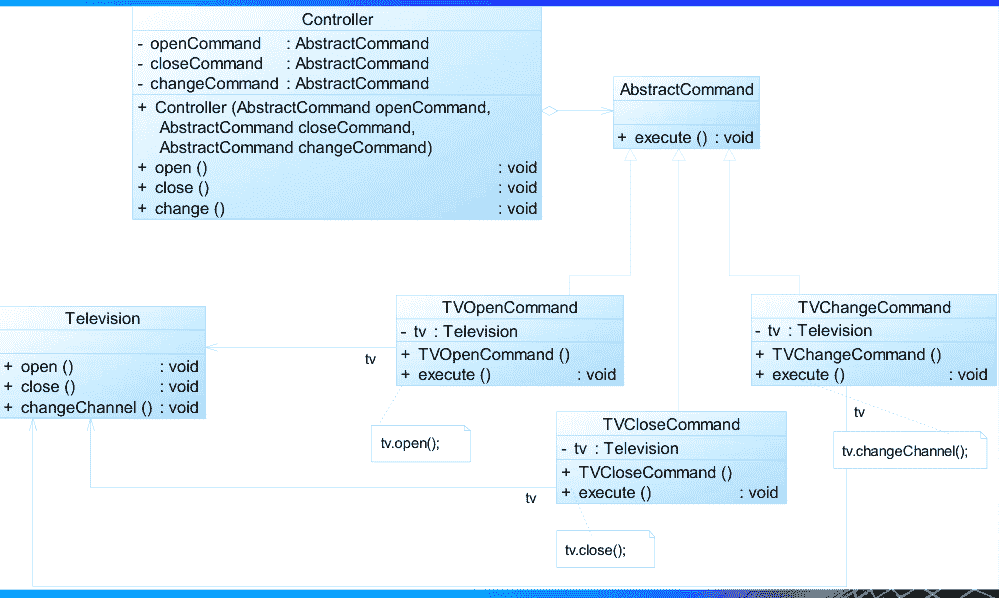 Controller
- openCommand : AbstractCommand
- closeCommand : AbstractCommand
- changeCommand : AbstractCommand
+ Controller (AbstractCommand openCommand,
AbstractCommand closeCommand,
AbstractCommand changeCommand)
+ open () : void
+ close () : void
+ change () : void
AbstractCommand
+ execute () : void
Television
+ open () : void
+ close () : void
+ changeChannel () : void
TVOpenCommand
- tv : Television
+ TVOpenCommand ()
+ execute () : void
tv
tv.open();
TVChangeCommand
- tv : Television
+ TVChangeCommand ()
+ execute () : void
tv
tv.changeChannel();
TVCloseCommand
- tv : Television
+ TVCloseCommand ()
+ execute () : void
tv
tv.close();